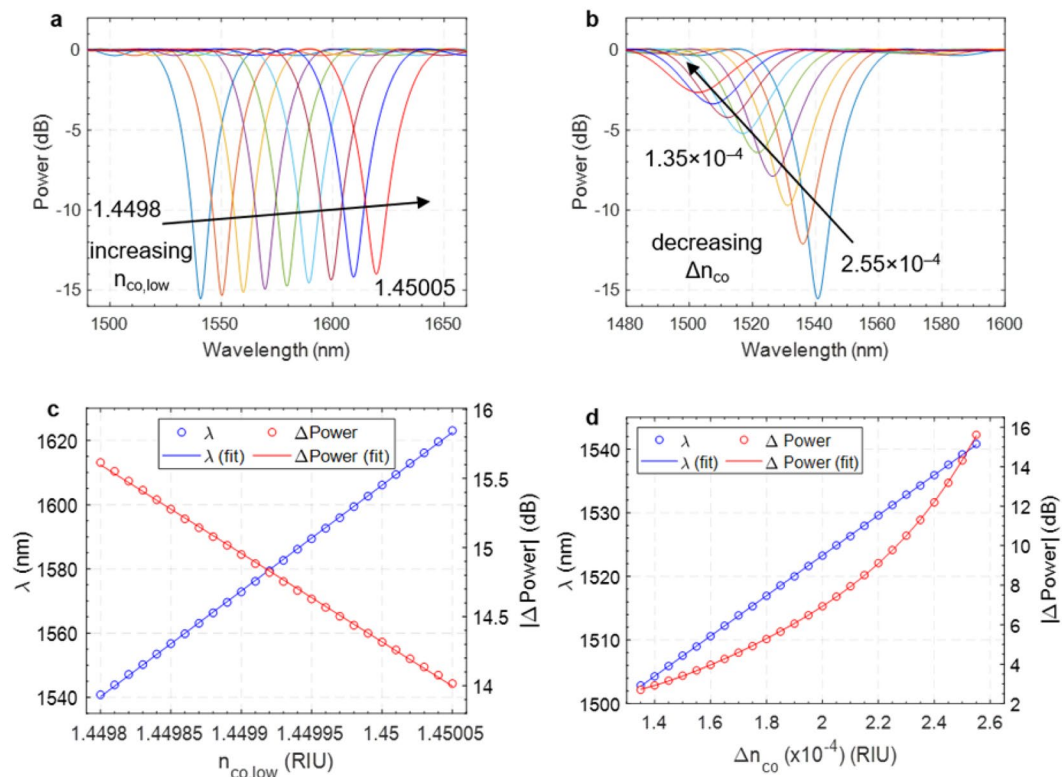 a
0
-5
-10
-15
Power (dB)
1.4498
increasing
n_co,low
1.45005
1500
1550
1600
1650
Wavelength (nm)
b
0
-5
-10
-15
Power (dB)
1.35×10⁻⁴
decreasing
Δn_co
2.55×10⁻⁴
1480
1500
1520
1540
1560
1580
1600
Wavelength (nm)
c
λ
ΔPower
λ (fit)
ΔPower (fit)
1620
1600
1580
1560
1540
λ (nm)
16
15.5
15
14.5
14
|Δ Power| (dB)
1.4498
1.44985
1.4499
1.44995
1.45
1.45005
n_co,low (RIU)
d
λ
Δ Power
λ (fit)
Δ Power (fit)
1540
1530
1520
1510
1500
λ (nm)
16
14
12
10
8
6
4
2
|Δ Power| (dB)
1.4
1.6
1.8
2
2.2
2.4
2.6
Δn_co (x10⁻⁴) (RIU)